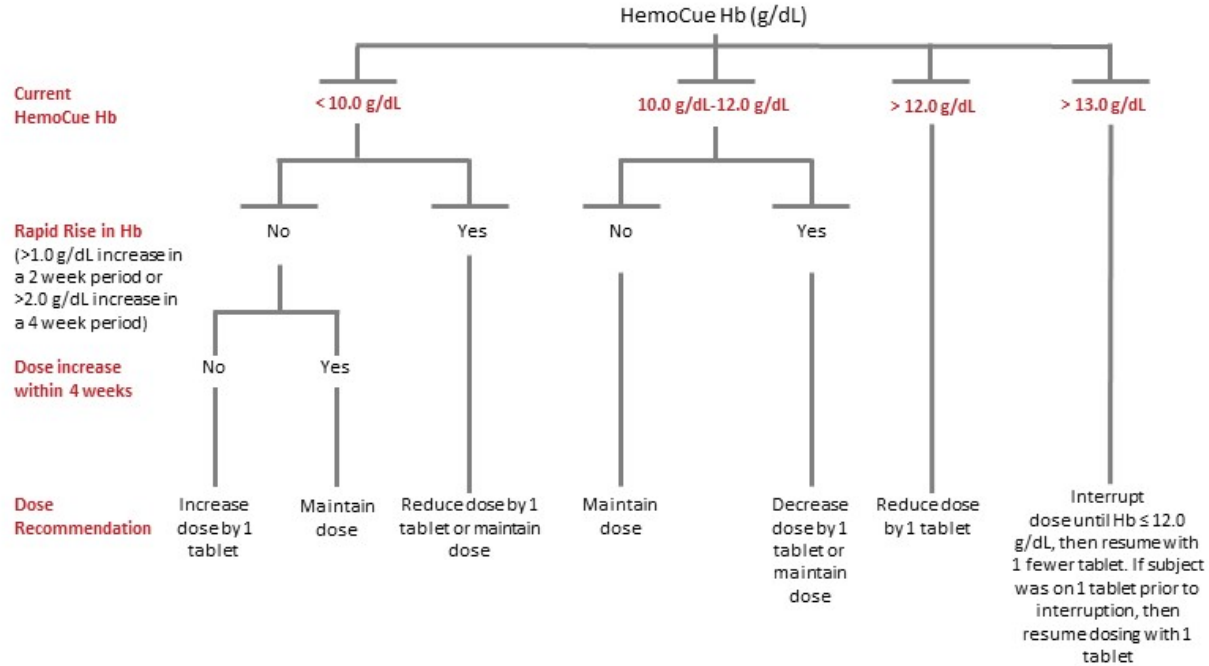 HemoCue Hb (g/dL)
Current
HemoCue Hb
< 10.0 g/dL
10.0 g/dL-12.0 g/dL
> 12.0 g/dL
> 13.0 g/dL
Rapid Rise in Hb
(>1.0 g/dL increase in
a 2 week period or
>2.0 g/dL increase in
a 4 week period)
No
Yes
No
Yes
Dose increase
within 4 weeks
No
Yes
Dose
Recommendation
Increase
dose by 1
tablet
Maintain
dose
Reduce dose by 1
tablet or maintain
dose
Maintain
dose
Decrease
dose by 1
tablet or
maintain
dose
Reduce dose
by 1 tablet
Interrupt
dose until Hb ≤ 12.0
g/dL, then resume with
1 fewer tablet. If subject
was on 1 tablet prior to
interruption, then
resume dosing with 1
tablet